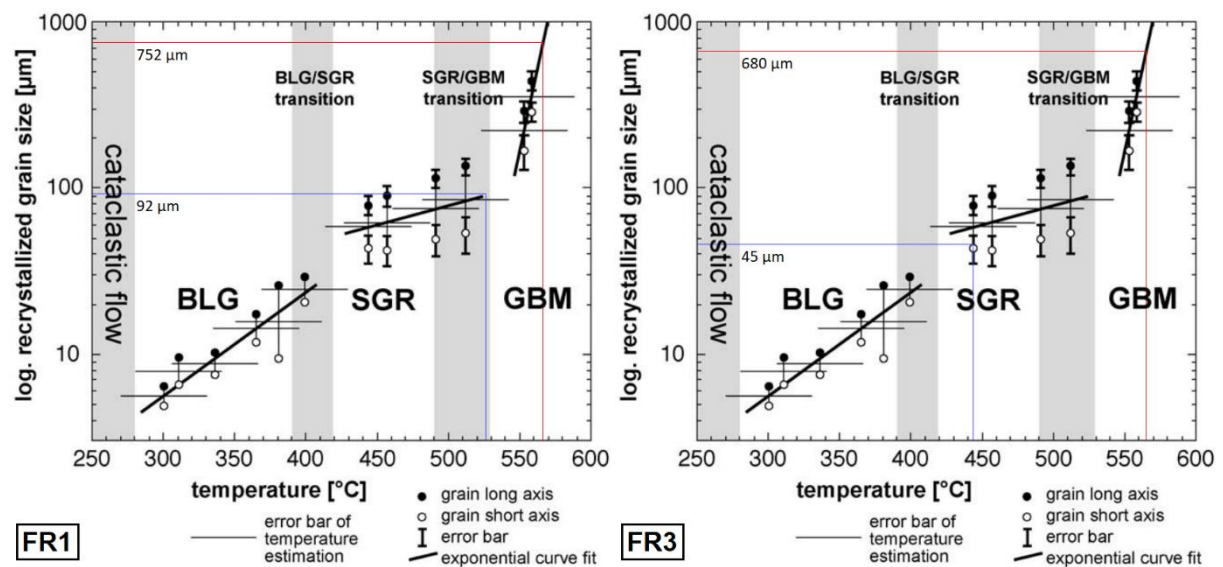 log. recrystallized grain size [µm]
1000
100
10
752 µm
92 µm
cataclastic flow
BLG/SGR
transition
SGR/GBM
transition
BLG
SGR
GBM
250 300 350 400 450 500 550 600
temperature [°C]
error bar of
temperature
estimation
grain long axis
grain short axis
error bar
exponential curve fit
FR1
log. recrystallized grain size [µm]
1000
100
10
680 µm
45 µm
cataclastic flow
BLG/SGR
transition
SGR/GBM
transition
BLG
SGR
GBM
250 300 350 400 450 500 550 600
temperature [°C]
error bar of
temperature
estimation
grain long axis
grain short axis
error bar
exponential curve fit
FR3